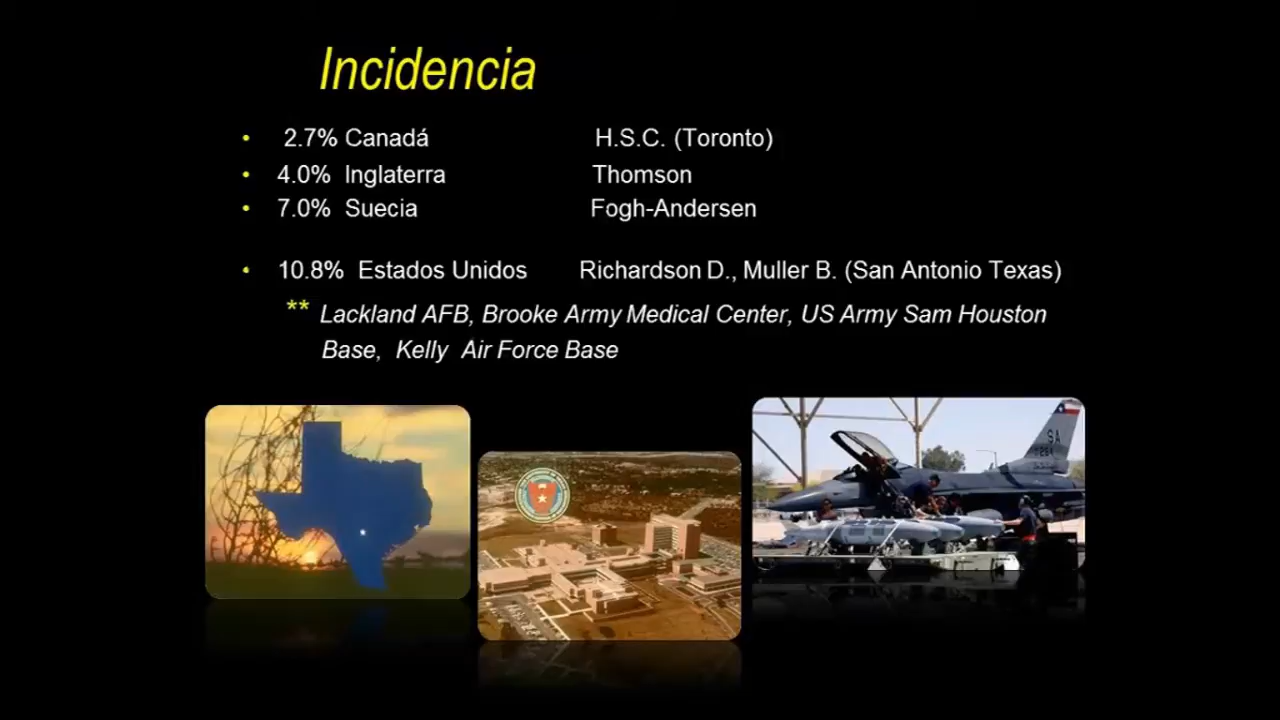 Incidencia
• 2.7% Canadá H.S.C. (Toronto)
• 4.0% Inglaterra Thomson
• 7.0% Suecia Fogh-Andersen
• 10.8% Estados Unidos Richardson D., Muller B. (San Antonio Texas)
** Lackland AFB, Brooke Army Medical Center, US Army Sam Houston
Base, Kelly Air Force Base
SA